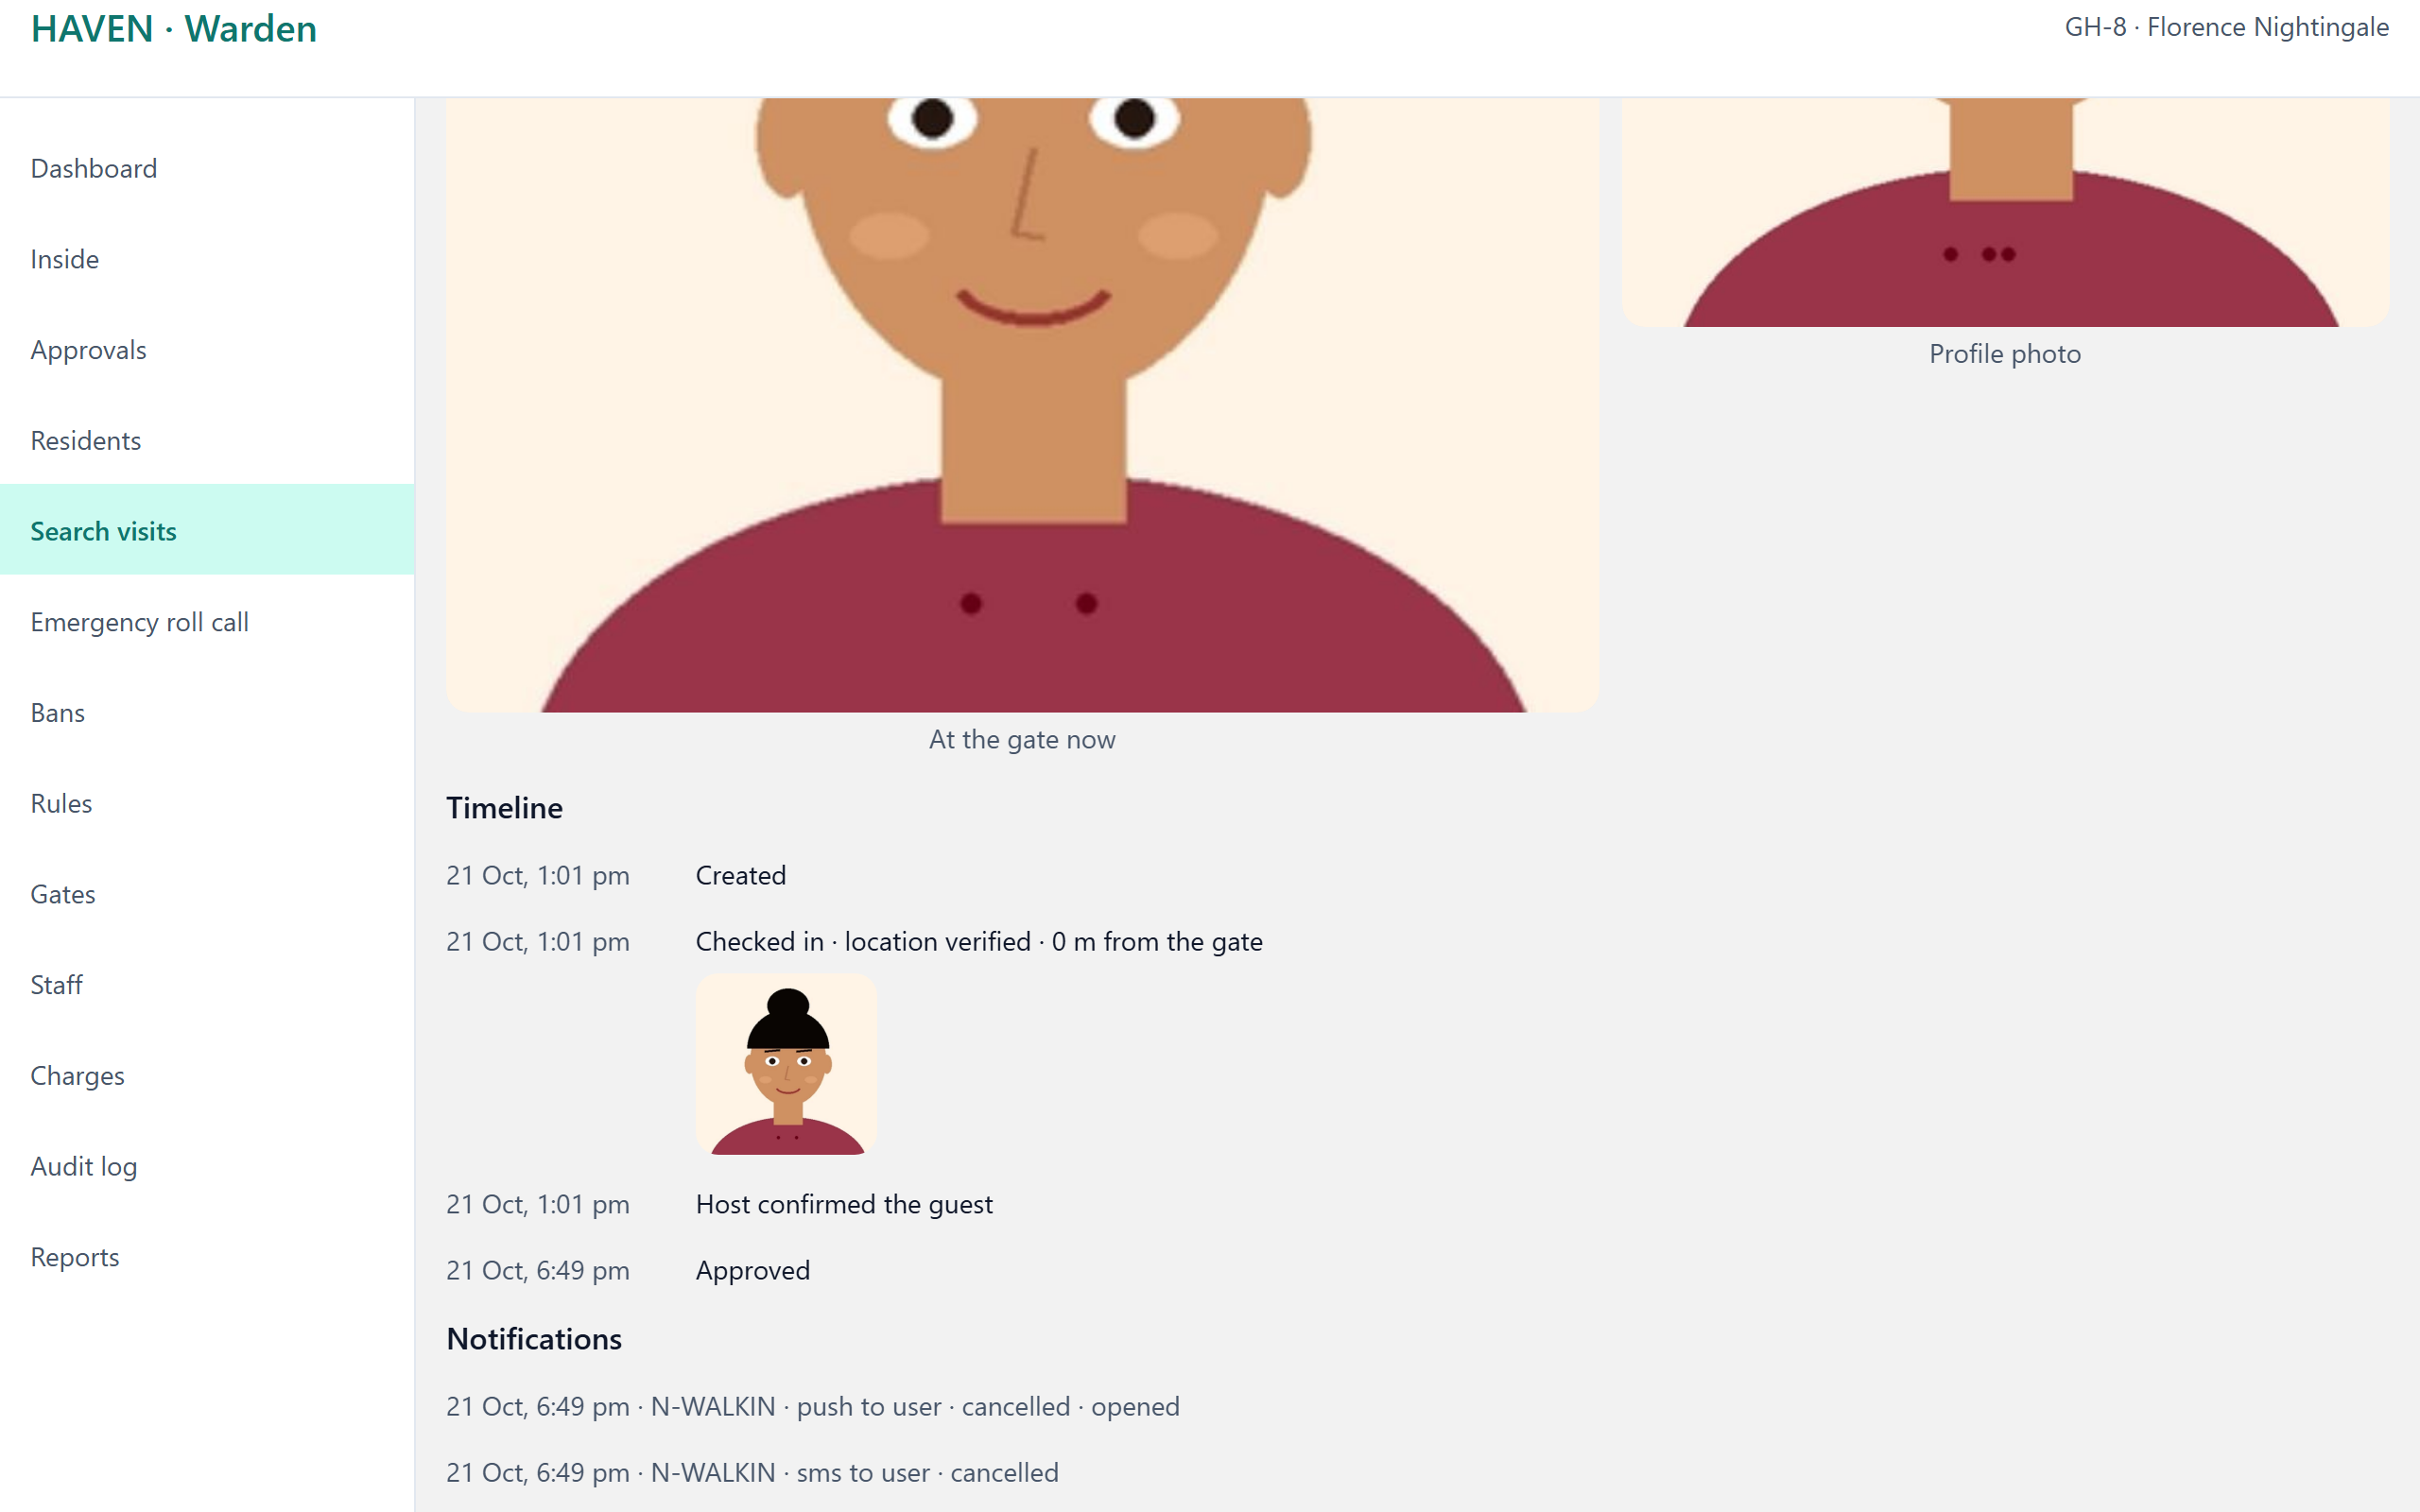 HAVEN · Warden
GH-8 · Florence Nightingale
Dashboard
Inside
Approvals
Residents
Search visits
Emergency roll call
Bans
Rules
Gates
Staff
Charges
Audit log
Reports
Profile photo
At the gate now
Timeline
21 Oct, 1:01 pm Created
21 Oct, 1:01 pm Checked in · location verified · 0 m from the gate
21 Oct, 1:01 pm Host confirmed the guest
21 Oct, 6:49 pm Approved
Notifications
21 Oct, 6:49 pm · N-WALKIN · push to user · cancelled · opened
21 Oct, 6:49 pm · N-WALKIN · sms to user · cancelled